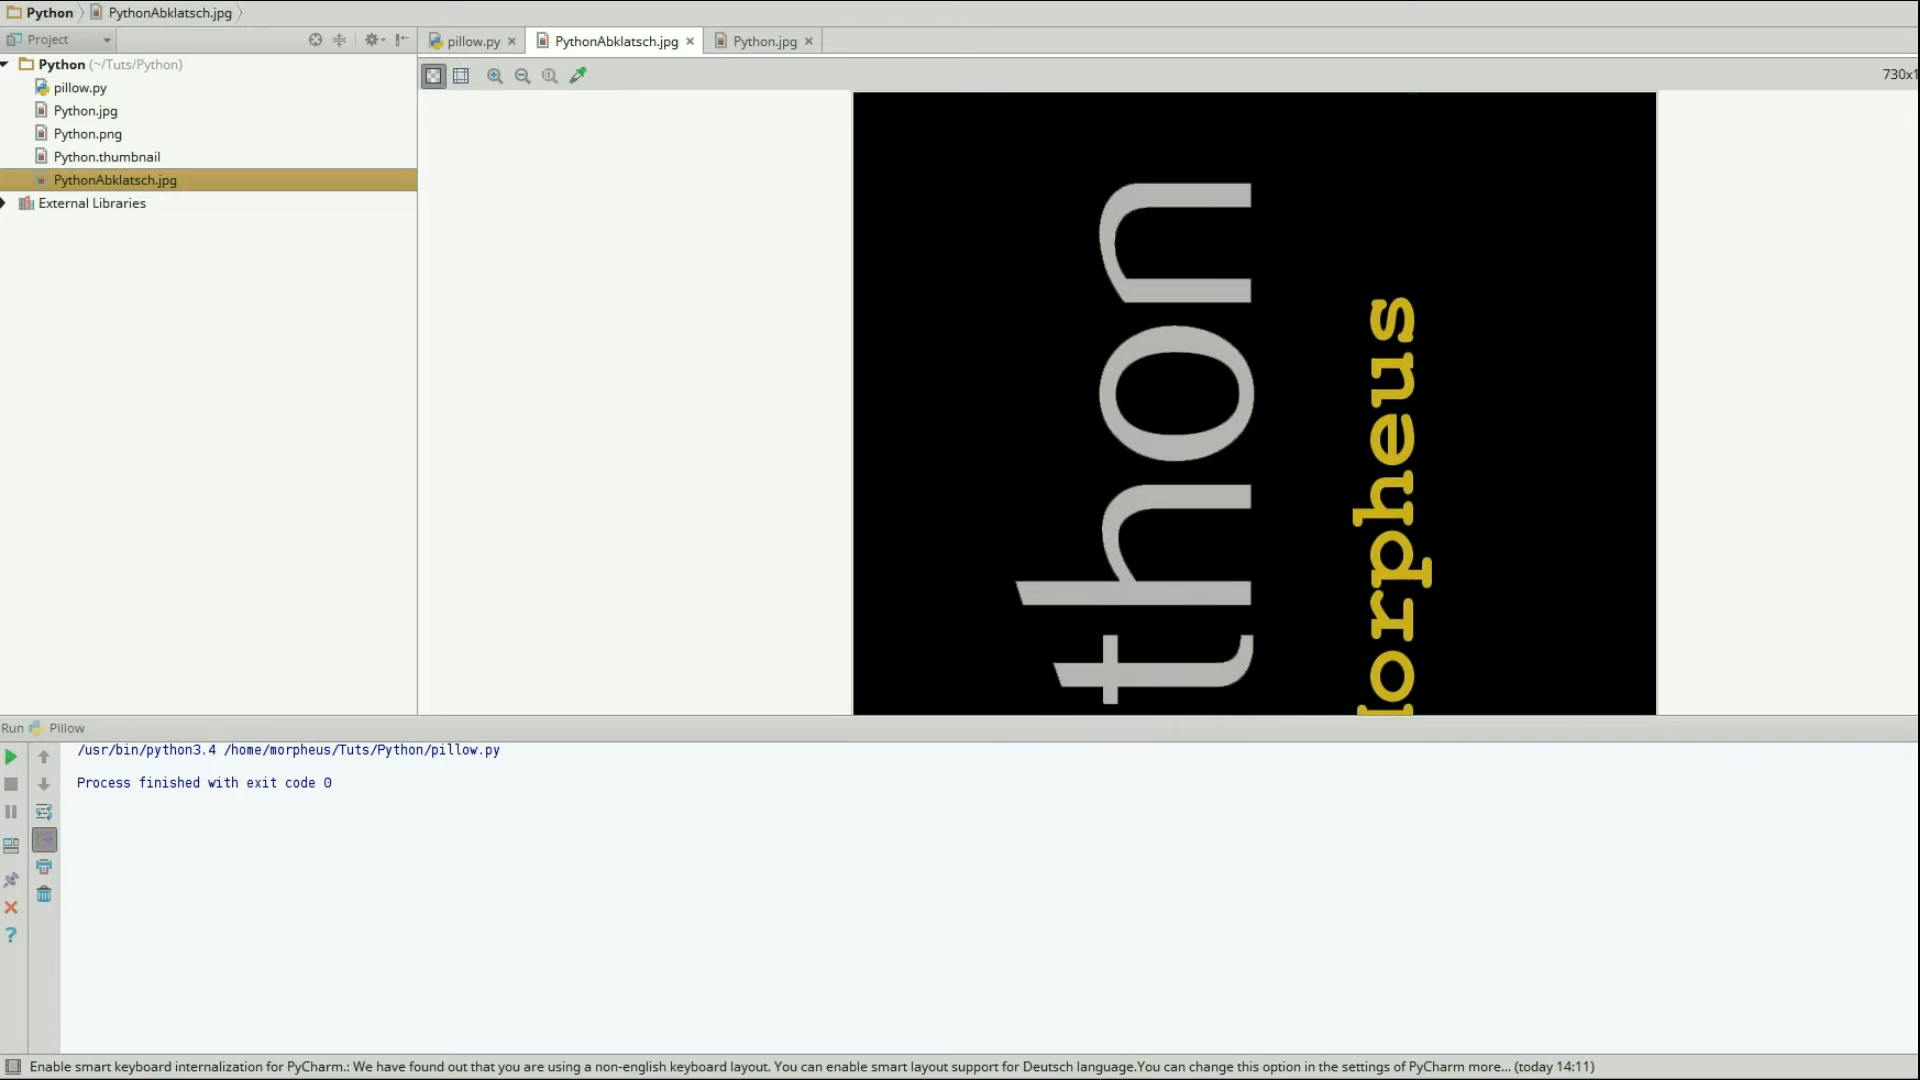 Python PythonAbklatsch.jpg
Project
pillow.py PythonAbklatsch.jpg Python.jpg
Python (~/Tuts/Python)
pillow.py
Python.jpg
Python.png
Python.thumbnail
PythonAbklatsch.jpg
External Libraries
730x1
thon
orpheus
Run Pillow
/usr/bin/python3.4 /home/morpheus/Tuts/Python/pillow.py
Process finished with exit code 0
Enable smart keyboard internalization for PyCharm.: We have found out that you are using a non-english keyboard layout. You can enable smart layout support for Deutsch language.You can change this option in the settings of PyCharm more... (today 14:11)